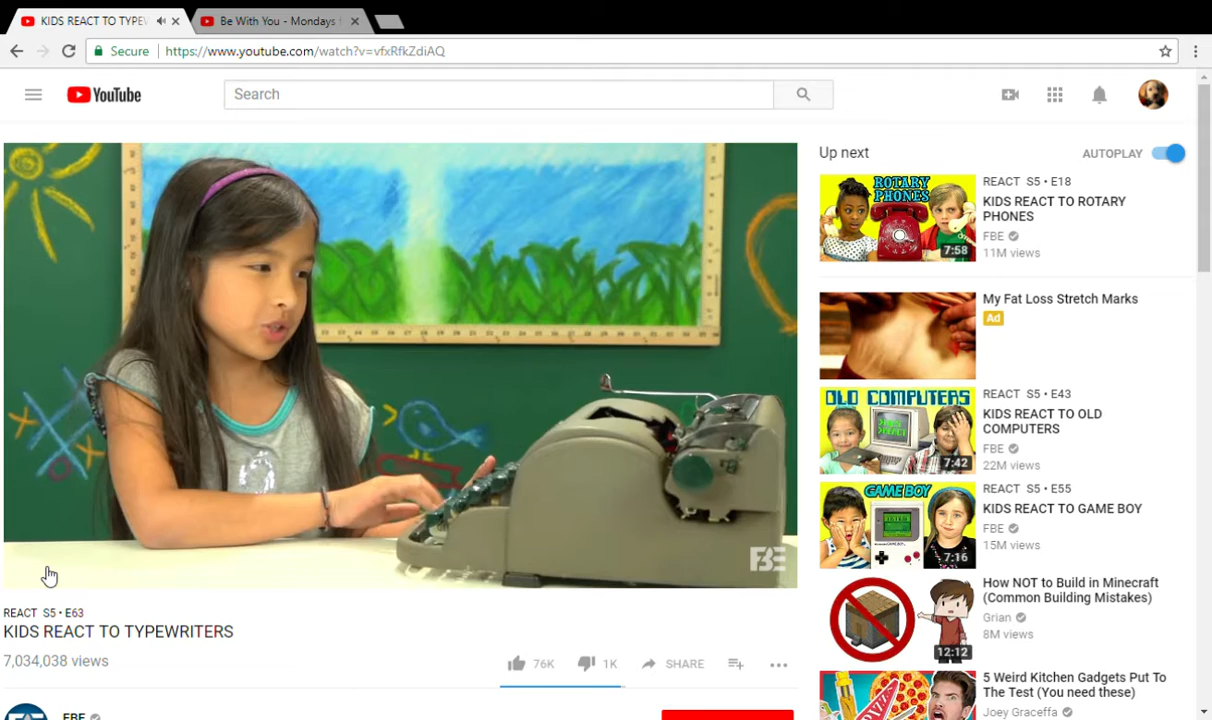 KIDS REACT TO TYPEW
Be With You - Mondays
Secure
https://www.youtube.com/watch?v=vfxRfkZdiAQ
YouTube
Search
Up next
AUTOPLAY
ROTARY
PHONES
7:58
REACT S5 • E18
KIDS REACT TO ROTARY
PHONES
FBE
11M views
My Fat Loss Stretch Marks
Ad
OLD COMPUTERS
7:42
REACT S5 • E43
KIDS REACT TO OLD
COMPUTERS
FBE
22M views
GAME BOY
7:16
REACT S5 • E55
KIDS REACT TO GAME BOY
FBE
15M views
12:12
How NOT to Build in Minecraft
(Common Building Mistakes)
Grian
8M views
5 Weird Kitchen Gadgets Put To
The Test (You need these)
Joey Graceffa
FBE
REACT S5 • E63
KIDS REACT TO TYPEWRITERS
7,034,038 views
76K
1K
SHARE
FBE